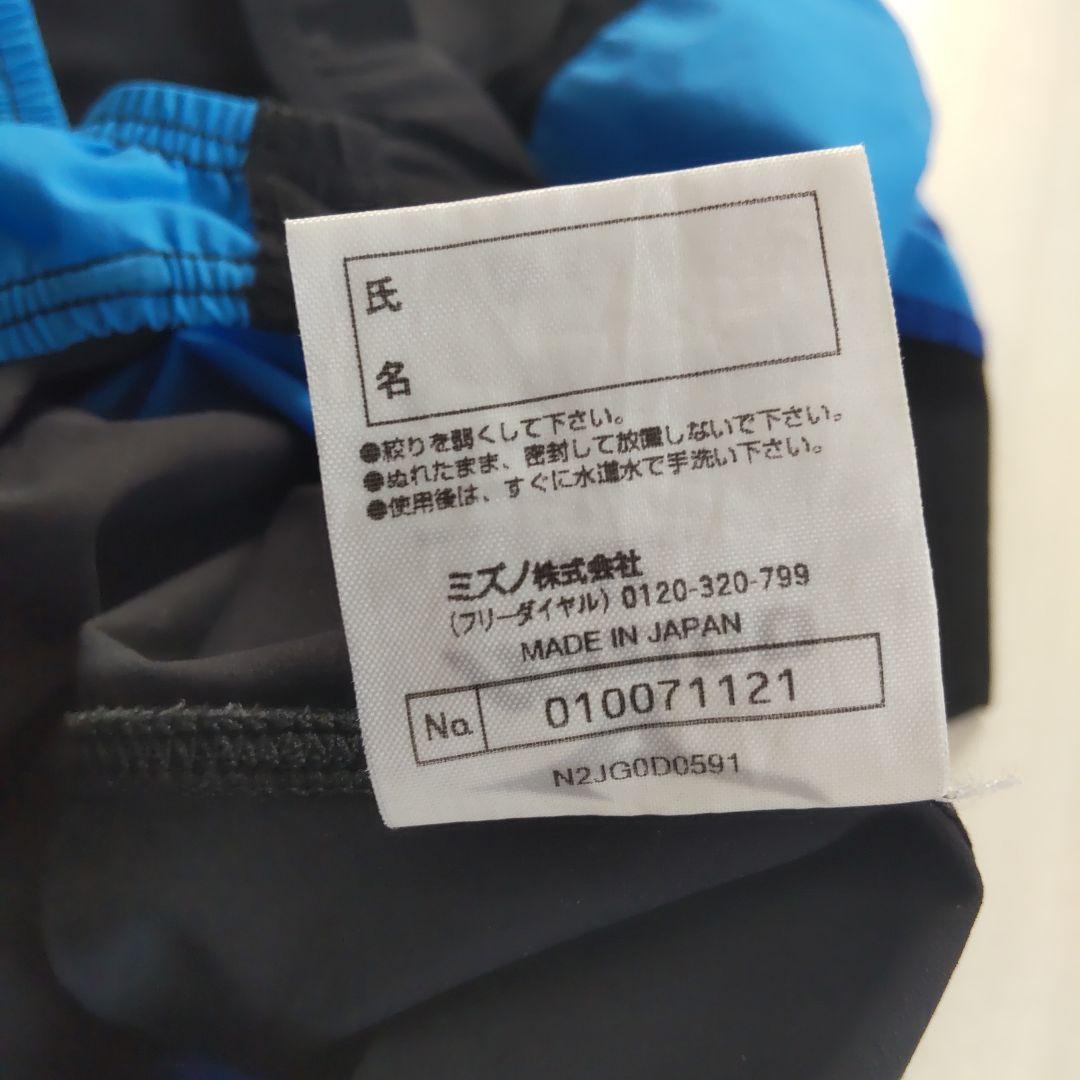 氏
名
●絞りを弱くして下さい。
●ぬれたまま、密封して放置しないで下さい。
●使用後は、すぐに水道水で手洗い下さい。
ミズノ株式会社
(フリーダイヤル) 0120-320-799
MADE IN JAPAN
No. 010071121
N2JG0D0591